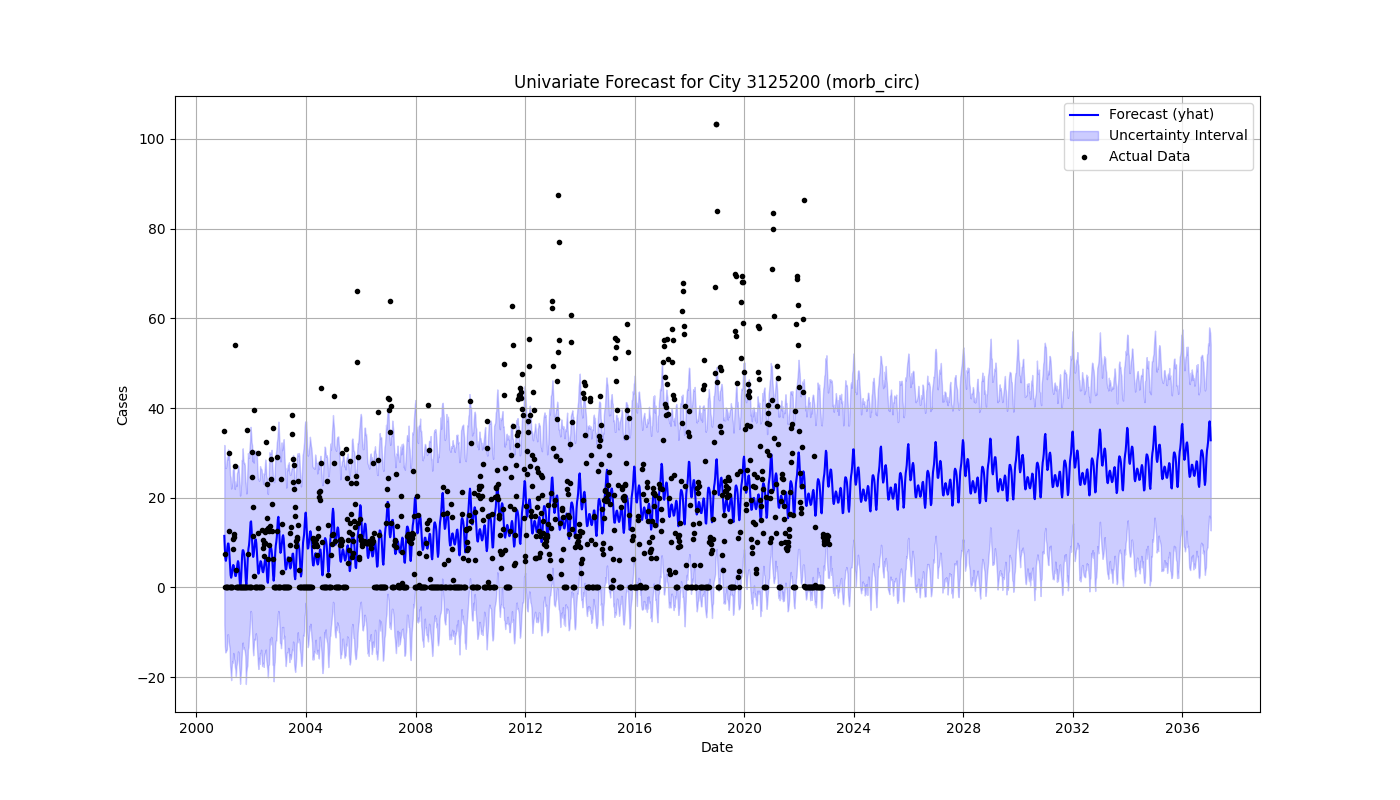 Univariate Forecast for City 3125200 (morb_circ)
Forecast (yhat)
Uncertainty Interval
Actual Data
Cases
100
80
60
40
20
0
−20
2000 2004 2008 2012 2016 2020 2024 2028 2032 2036
Date